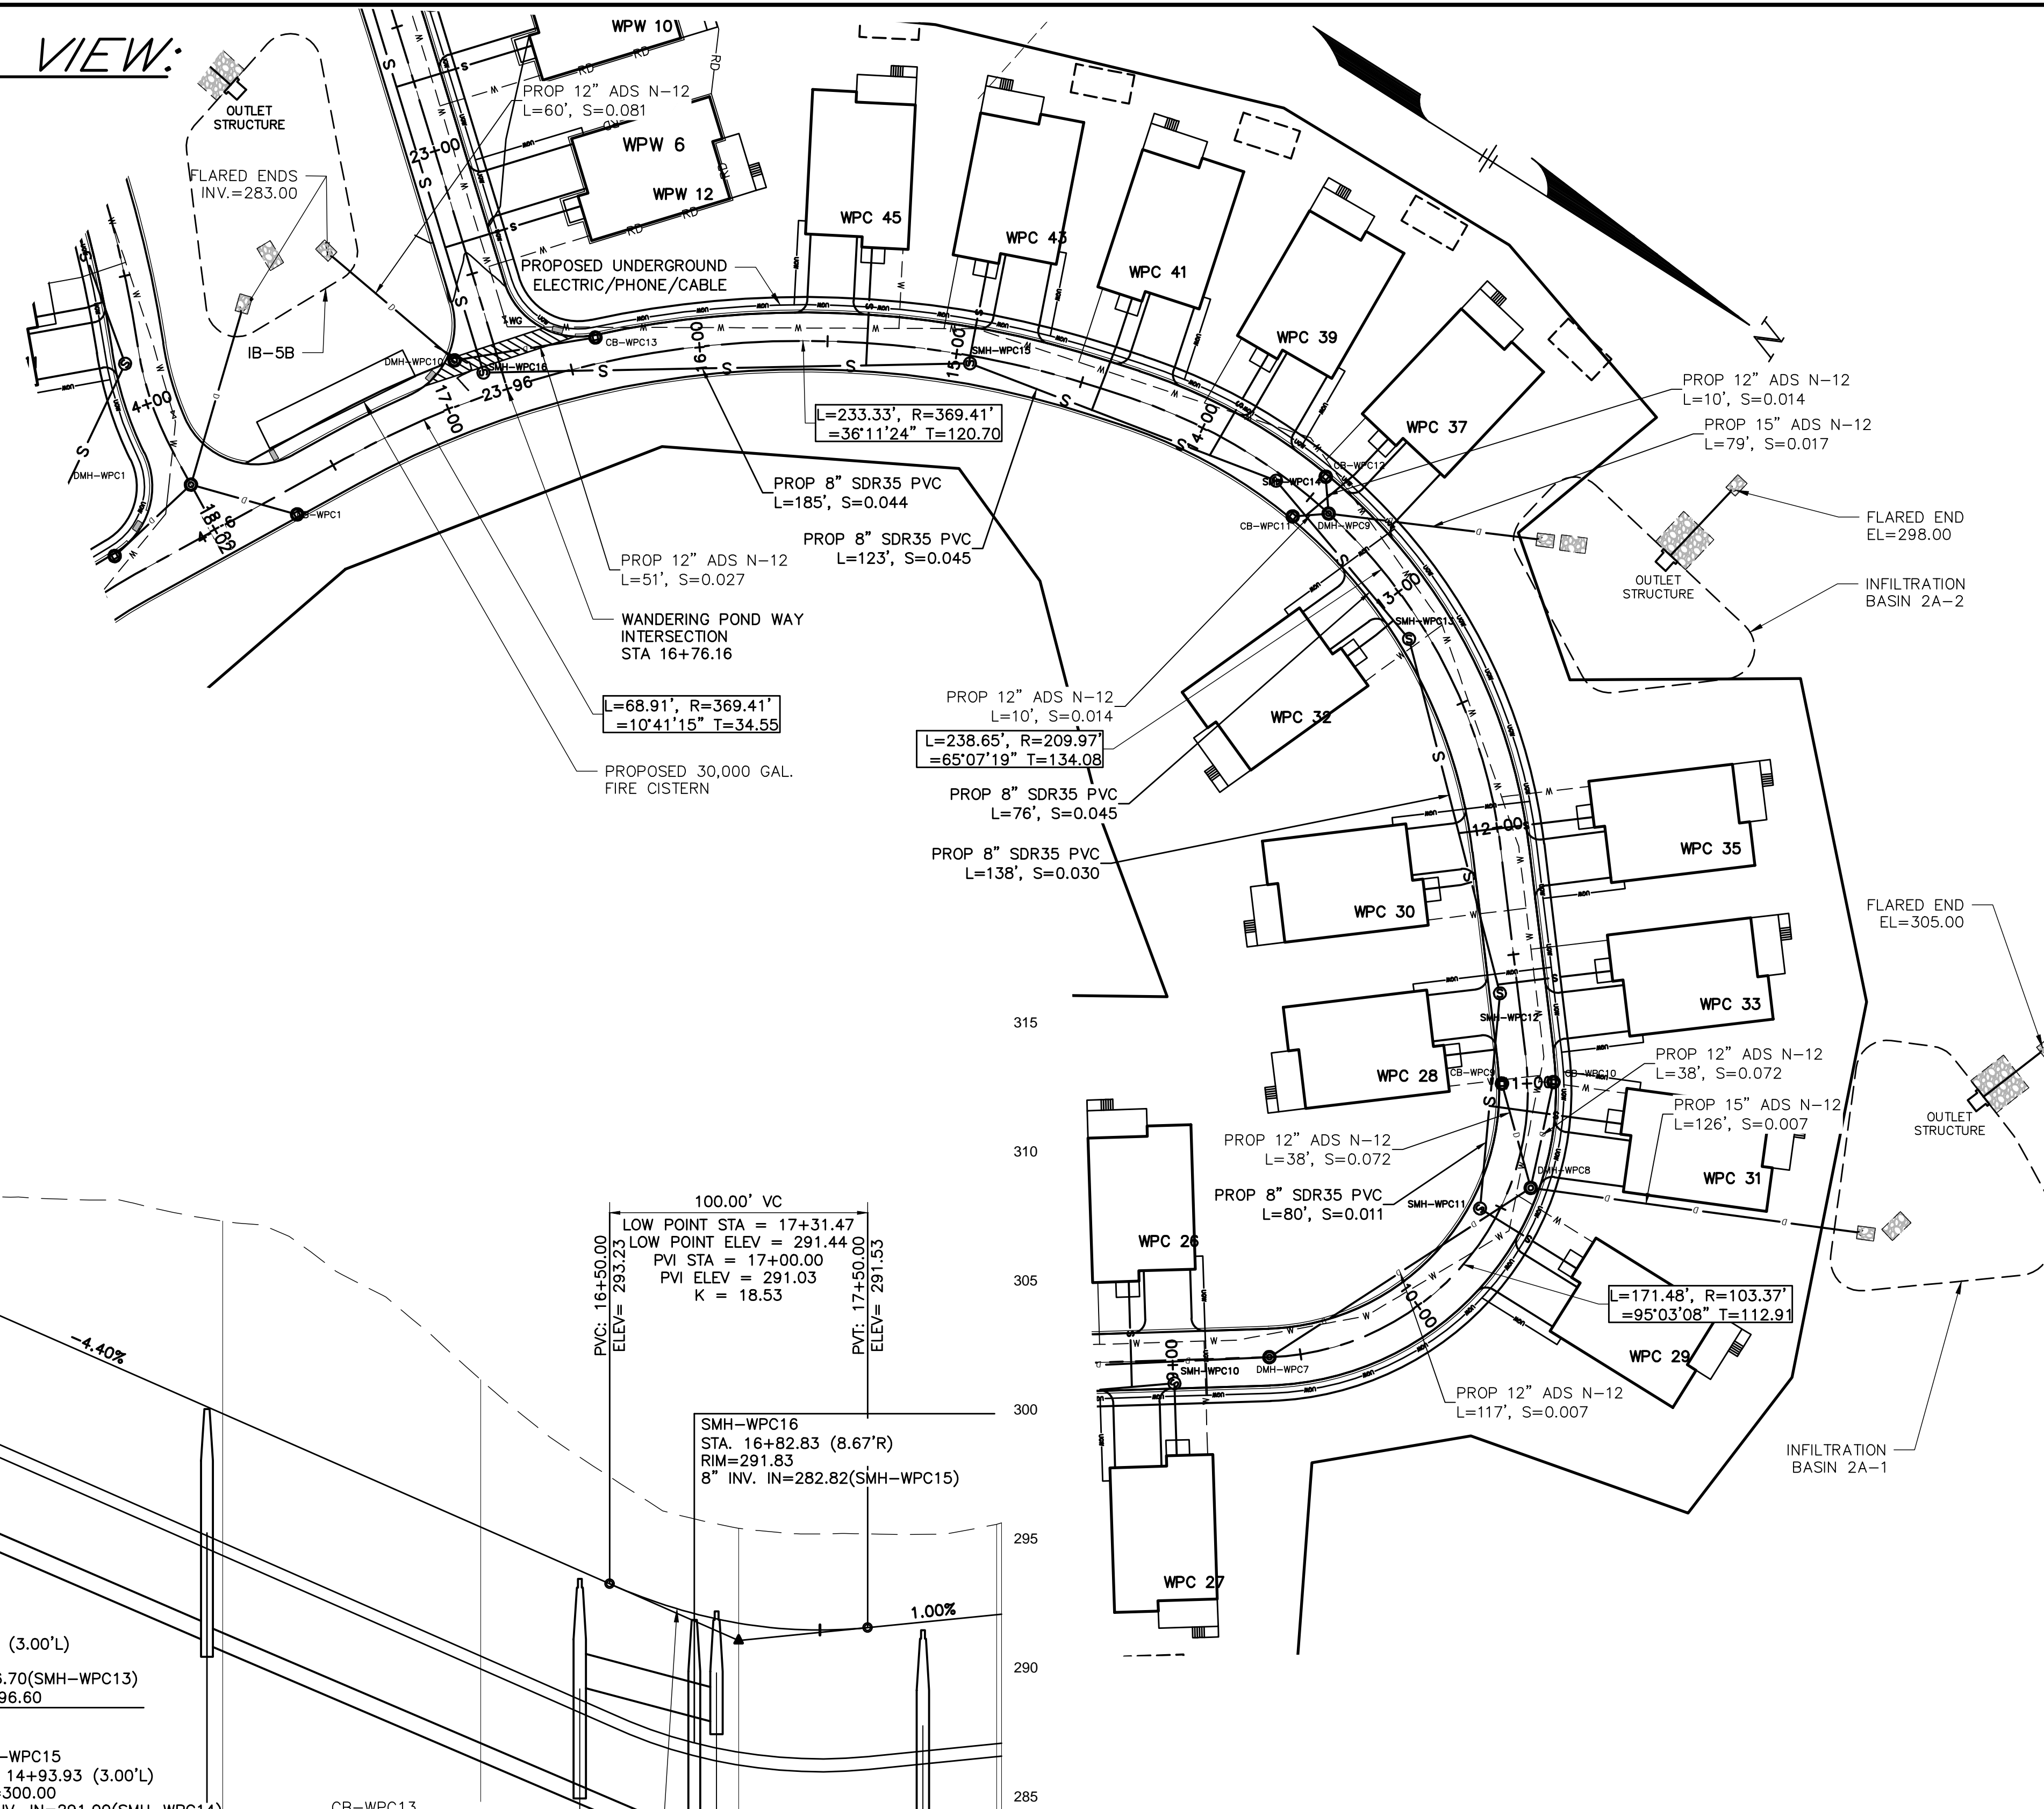 VIEW:
OUTLET
STRUCTURE
FLARED ENDS
INV.=283.00
IB-5B
WPW 10
PROP 12" ADS N-12
L=60', S=0.081
23+00
WPW 6
WPW 12
RD
RD
RD
RD
PROPOSED UNDERGROUND
ELECTRIC/PHONE/CABLE
WPC 45
WPC 43
WPC 41
WPC 39
WPC 37
N
DMH-WPC10
SMH-WPC16
CB-WPC13
SMH-WPC15
23+96
17+00
16+00
15+00
14+00
4+00
DMH-WPC1
18+02
L=233.33', R=369.41'
=36°11'24" T=120.70
PROP 8" SDR35 PVC
L=185', S=0.044
PROP 8" SDR35 PVC
L=123', S=0.045
PROP 12" ADS N-12
L=51', S=0.027
WANDERING POND WAY
INTERSECTION
STA 16+76.16
L=68.91', R=369.41'
=10°41'15" T=34.55
PROPOSED 30,000 GAL.
FIRE CISTERN
PROP 12" ADS N-12
L=10', S=0.014
PROP 15" ADS N-12
L=79', S=0.017
CB-WPC12
SMH-WPC14
CB-WPC11
DMH-WPC9
FLARED END
EL=298.00
OUTLET
STRUCTURE
INFILTRATION
BASIN 2A-2
SMH-WPC13
WPC 32
PROP 12" ADS N-12
L=10', S=0.014
L=238.65', R=209.97'
=65°07'19" T=134.08
PROP 8" SDR35 PVC
L=76', S=0.045
PROP 8" SDR35 PVC
L=138', S=0.030
12+00
WPC 35
WPC 30
WPC 33
FLARED END
EL=305.00
SMH-WPC12
WPC 28
CB-WPC9
CB-WPC10
PROP 12" ADS N-12
L=38', S=0.072
PROP 15" ADS N-12
L=126', S=0.007
OUTLET
STRUCTURE
PROP 12" ADS N-12
L=38', S=0.072
DMH-WPC8
WPC 31
PROP 8" SDR35 PVC
L=80', S=0.011
SMH-WPC11
WPC 26
10+00
L=171.48', R=103.37'
=95°03'08" T=112.91
WPC 29
9+00
SMH-WPC10
DMH-WPC7
PROP 12" ADS N-12
L=117', S=0.007
INFILTRATION
BASIN 2A-1
WPC 27
315
310
305
300
295
290
285
100.00' VC
LOW POINT STA = 17+31.47
LOW POINT ELEV = 291.44
PVI STA = 17+00.00
PVI ELEV = 291.03
K = 18.53
PVC: 16+50.00
ELEV= 293.23
PVT: 17+50.00
ELEV= 291.53
-4.40%
SMH-WPC16
STA. 16+82.83 (8.67'R)
RIM=291.83
8" INV. IN=282.82(SMH-WPC15)
1.00%
(3.00'L)
.70(SMH-WPC13)
96.60
-WPC15
14+93.93 (3.00'L)
=300.00
CB-WPC13